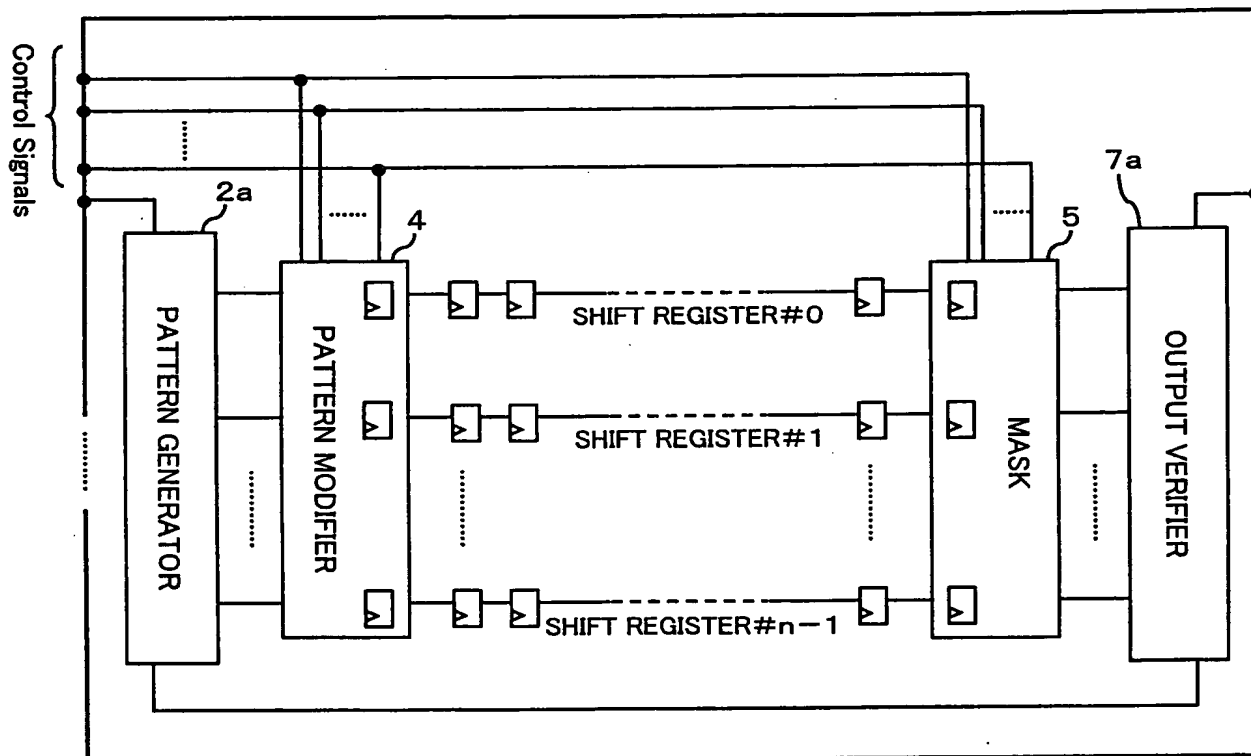 Control Signals
2a
4
5
7a
PATTERN GENERATOR
PATTERN MODIFIER
SHIFT REGISTER#0
SHIFT REGISTER#1
SHIFT REGISTER#n-1
MASK
OUTPUT VERIFIER